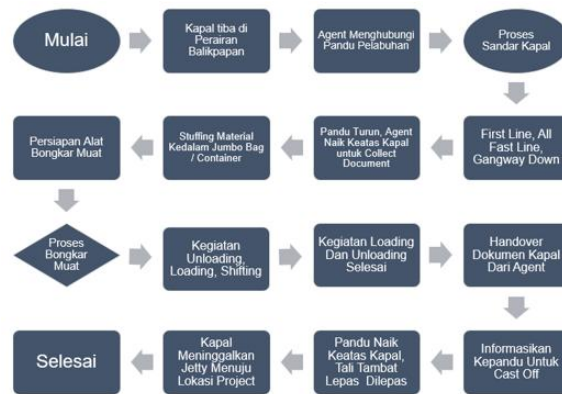 Mulai
Kapal tiba di
Perairan
Balikpapan
Agent Menghubungi
Pandu Pelabuhan
Proses
Sandar Kapal
First Line, All
Fast Line,
Gangway Down
Pandu Turun, Agent
Naik Keatas Kapal
untuk Collect
Document
Stuffing Material
Kedalam Jumbo Bag
/ Container
Persiapan Alat
Bongkar Muat
Proses
Bongkar
Muat
Kegiatan
Unloading,
Loading, Shifting
Kegiatan Loading
Dan Unloading
Selesai
Handover
Dokumen Kapal
Dari Agent
Informasikan
Kepandu Untuk
Cast Off
Pandu Naik
Keatas Kapal,
Tali Tambat
Lepas Dilepas
Kapal
Meninggalkan
Jetty Menuju
Lokasi Project
Selesai